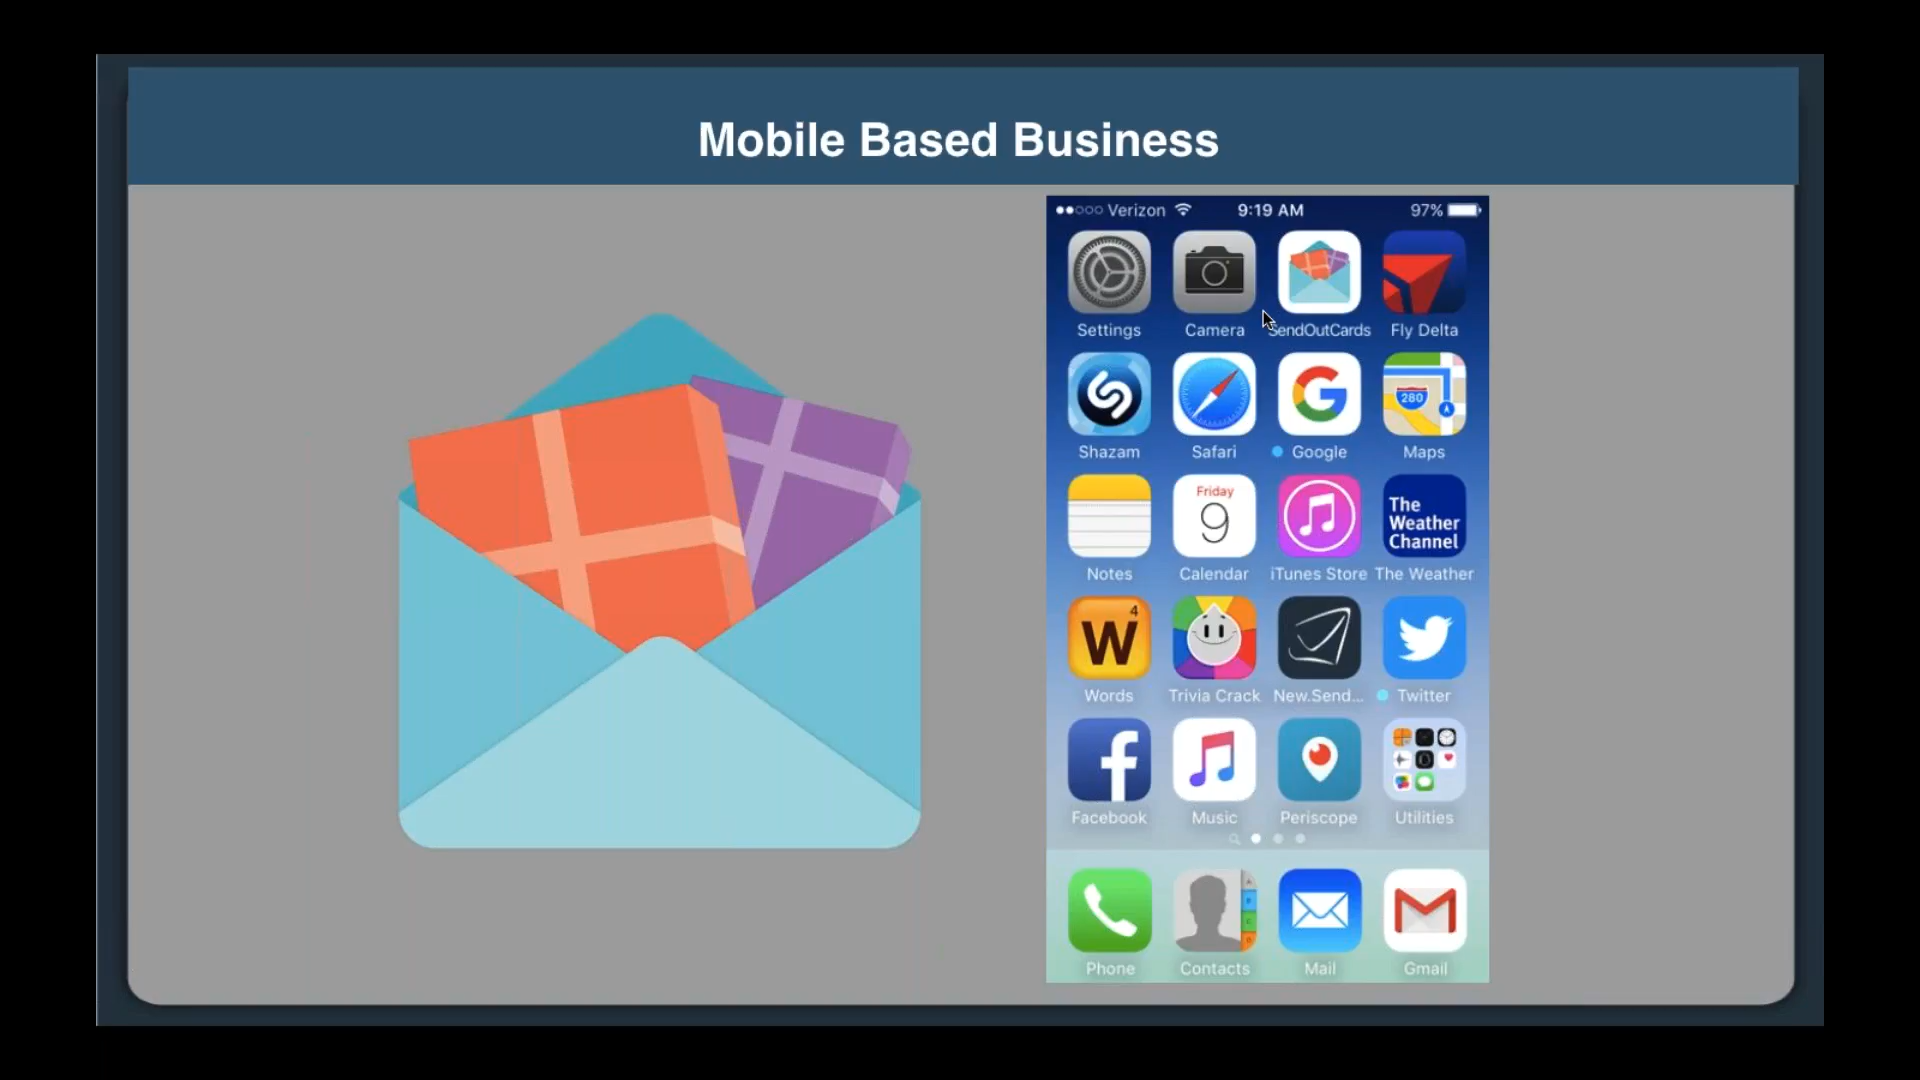 Mobile Based Business
Verizon 9:19 AM 97%
Settings Camera SendOutCards Fly Delta
280
Shazam Safari Google Maps
Friday
9
The
Weather
Channel
Notes Calendar iTunes Store The Weather
4
W
Words Trivia Crack New.Send... Twitter
Facebook Music Periscope Utilities
Phone Contacts Mail Gmail